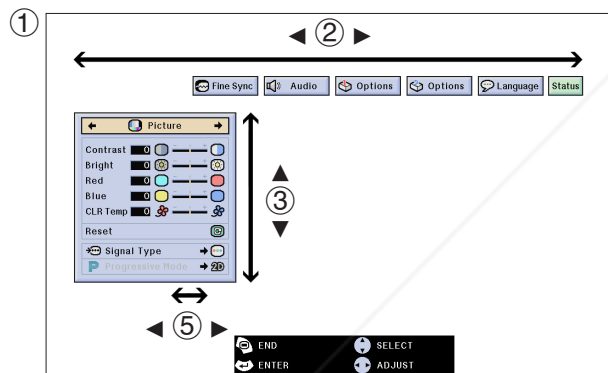 ①
◄ ② ►
Fine Sync Audio Options Options Language Status
Picture
Contrast 0
Bright 0
Red 0
Blue 0
CLR Temp 0
Reset
Signal Type
P Progressive Mode 2D
▲
③
▼
◄ ⑤ ►
END SELECT
ENTER ADJUST